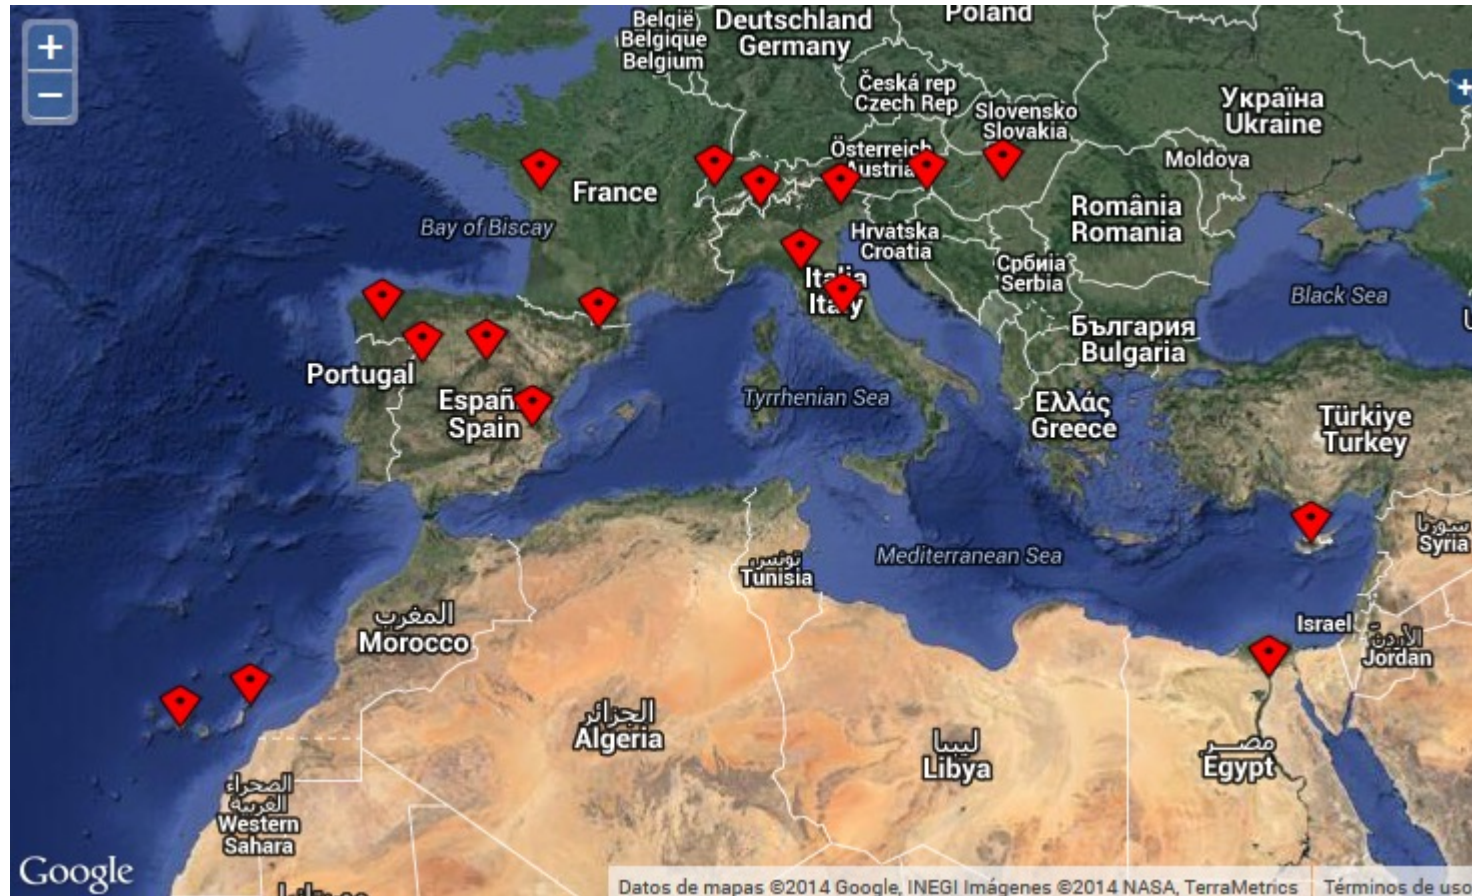 België
Belgique
Belgium
Deutschland
Germany
Poland
Česká rep
Czech Rep
Slovensko
Slovakia
Україна
Ukraine
Österreich
Austria
Moldova
France
România
Romania
Bay of Biscay
Hrvatska
Croatia
Србија
Serbia
Italia
Italy
Black Sea
България
Bulgaria
Portugal
España
Spain
Tyrrhenian Sea
Ελλάς
Greece
Türkiye
Turkey
سوريا
Syria
تونس
Tunisia
Mediterranean Sea
المغرب
Morocco
Israel
الأردن
Jordan
الجزائر
Algeria
ليبيا
Libya
مصر
Egypt
الصحراء
الغربية
Western
Sahara
Google
Datos de mapas ©2014 Google, INEGI Imágenes ©2014 NASA, TerraMetrics
Términos de uso